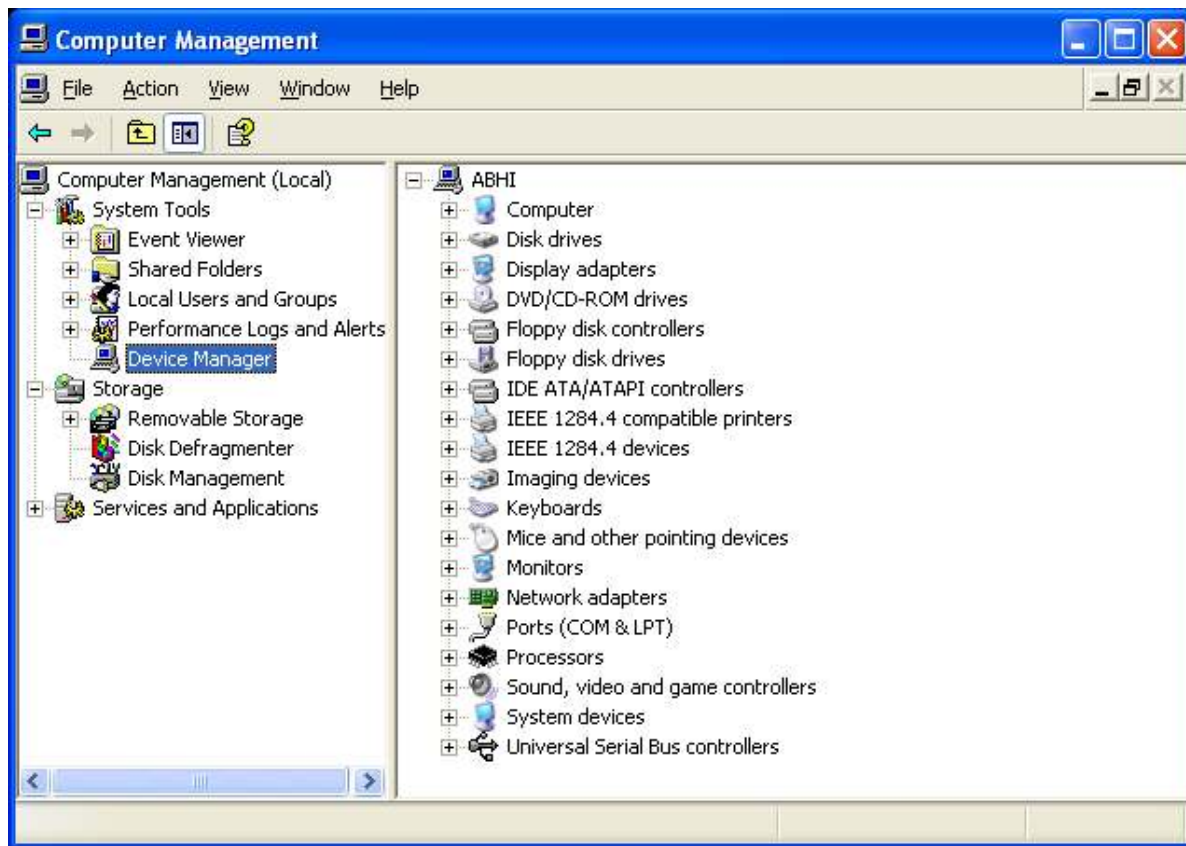 Computer Management
File Action View Window Help
Computer Management (Local)
System Tools
Event Viewer
Shared Folders
Local Users and Groups
Performance Logs and Alerts
Device Manager
Storage
Removable Storage
Disk Defragmenter
Disk Management
Services and Applications
ABHI
Computer
Disk drives
Display adapters
DVD/CD-ROM drives
Floppy disk controllers
Floppy disk drives
IDE ATA/ATAPI controllers
IEEE 1284.4 compatible printers
IEEE 1284.4 devices
Imaging devices
Keyboards
Mice and other pointing devices
Monitors
Network adapters
Ports (COM & LPT)
Processors
Sound, video and game controllers
System devices
Universal Serial Bus controllers